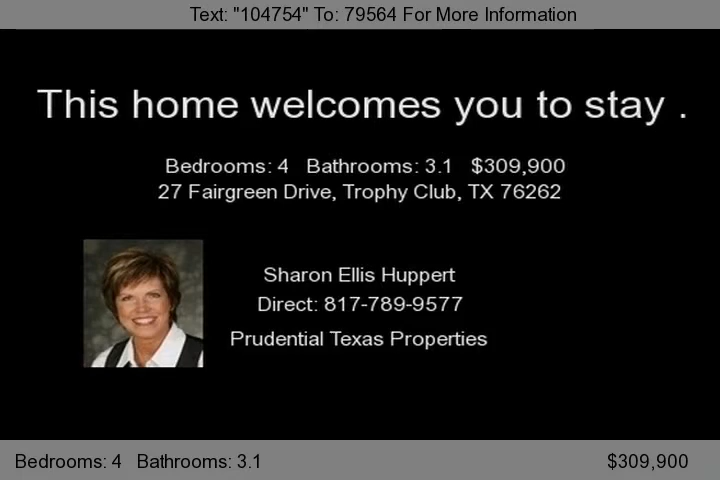 Text: "104754" To: 79564 For More Information
This home welcomes you to stay .
Bedrooms: 4 Bathrooms: 3.1 $309,900
27 Fairgreen Drive, Trophy Club, TX 76262
Sharon Ellis Huppert
Direct: 817-789-9577
Prudential Texas Properties
Bedrooms: 4 Bathrooms: 3.1 $309,900